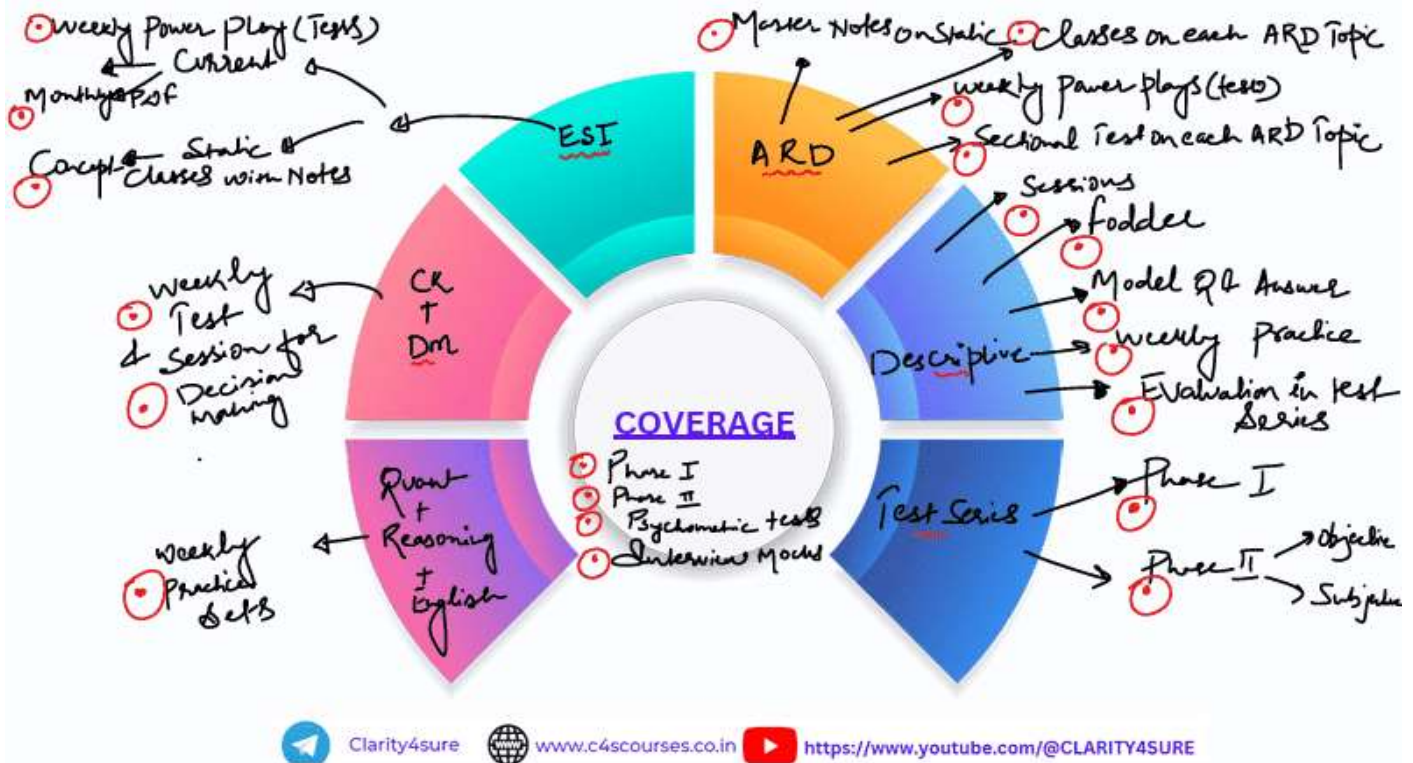 Weekly Power Play (Tests)
Current
Monthly PDF
Static
Concept Classes with Notes
ESI
Master Notes on Static
Classes on each ARD Topic
Weekly Power plays (tests)
Sectional Test on each ARD Topic
ARD
Sessions
Fodder
Model Q & Answer
Weekly Practice
Evaluation in test
Series
Descriptive
Weekly
Test
&
Session for
Decision
Making
CK
+
DM
COVERAGE
Phase I
Phase II
Psychometric tests
Interview Mocks
Quant
+
Reasoning
+
English
Weekly
Practice
Sets
Test Series
Phase I
Phase II
Objective
Subjective
Clarity4sure
www.c4scourses.co.in
https://www.youtube.com/@CLARITY4SURE